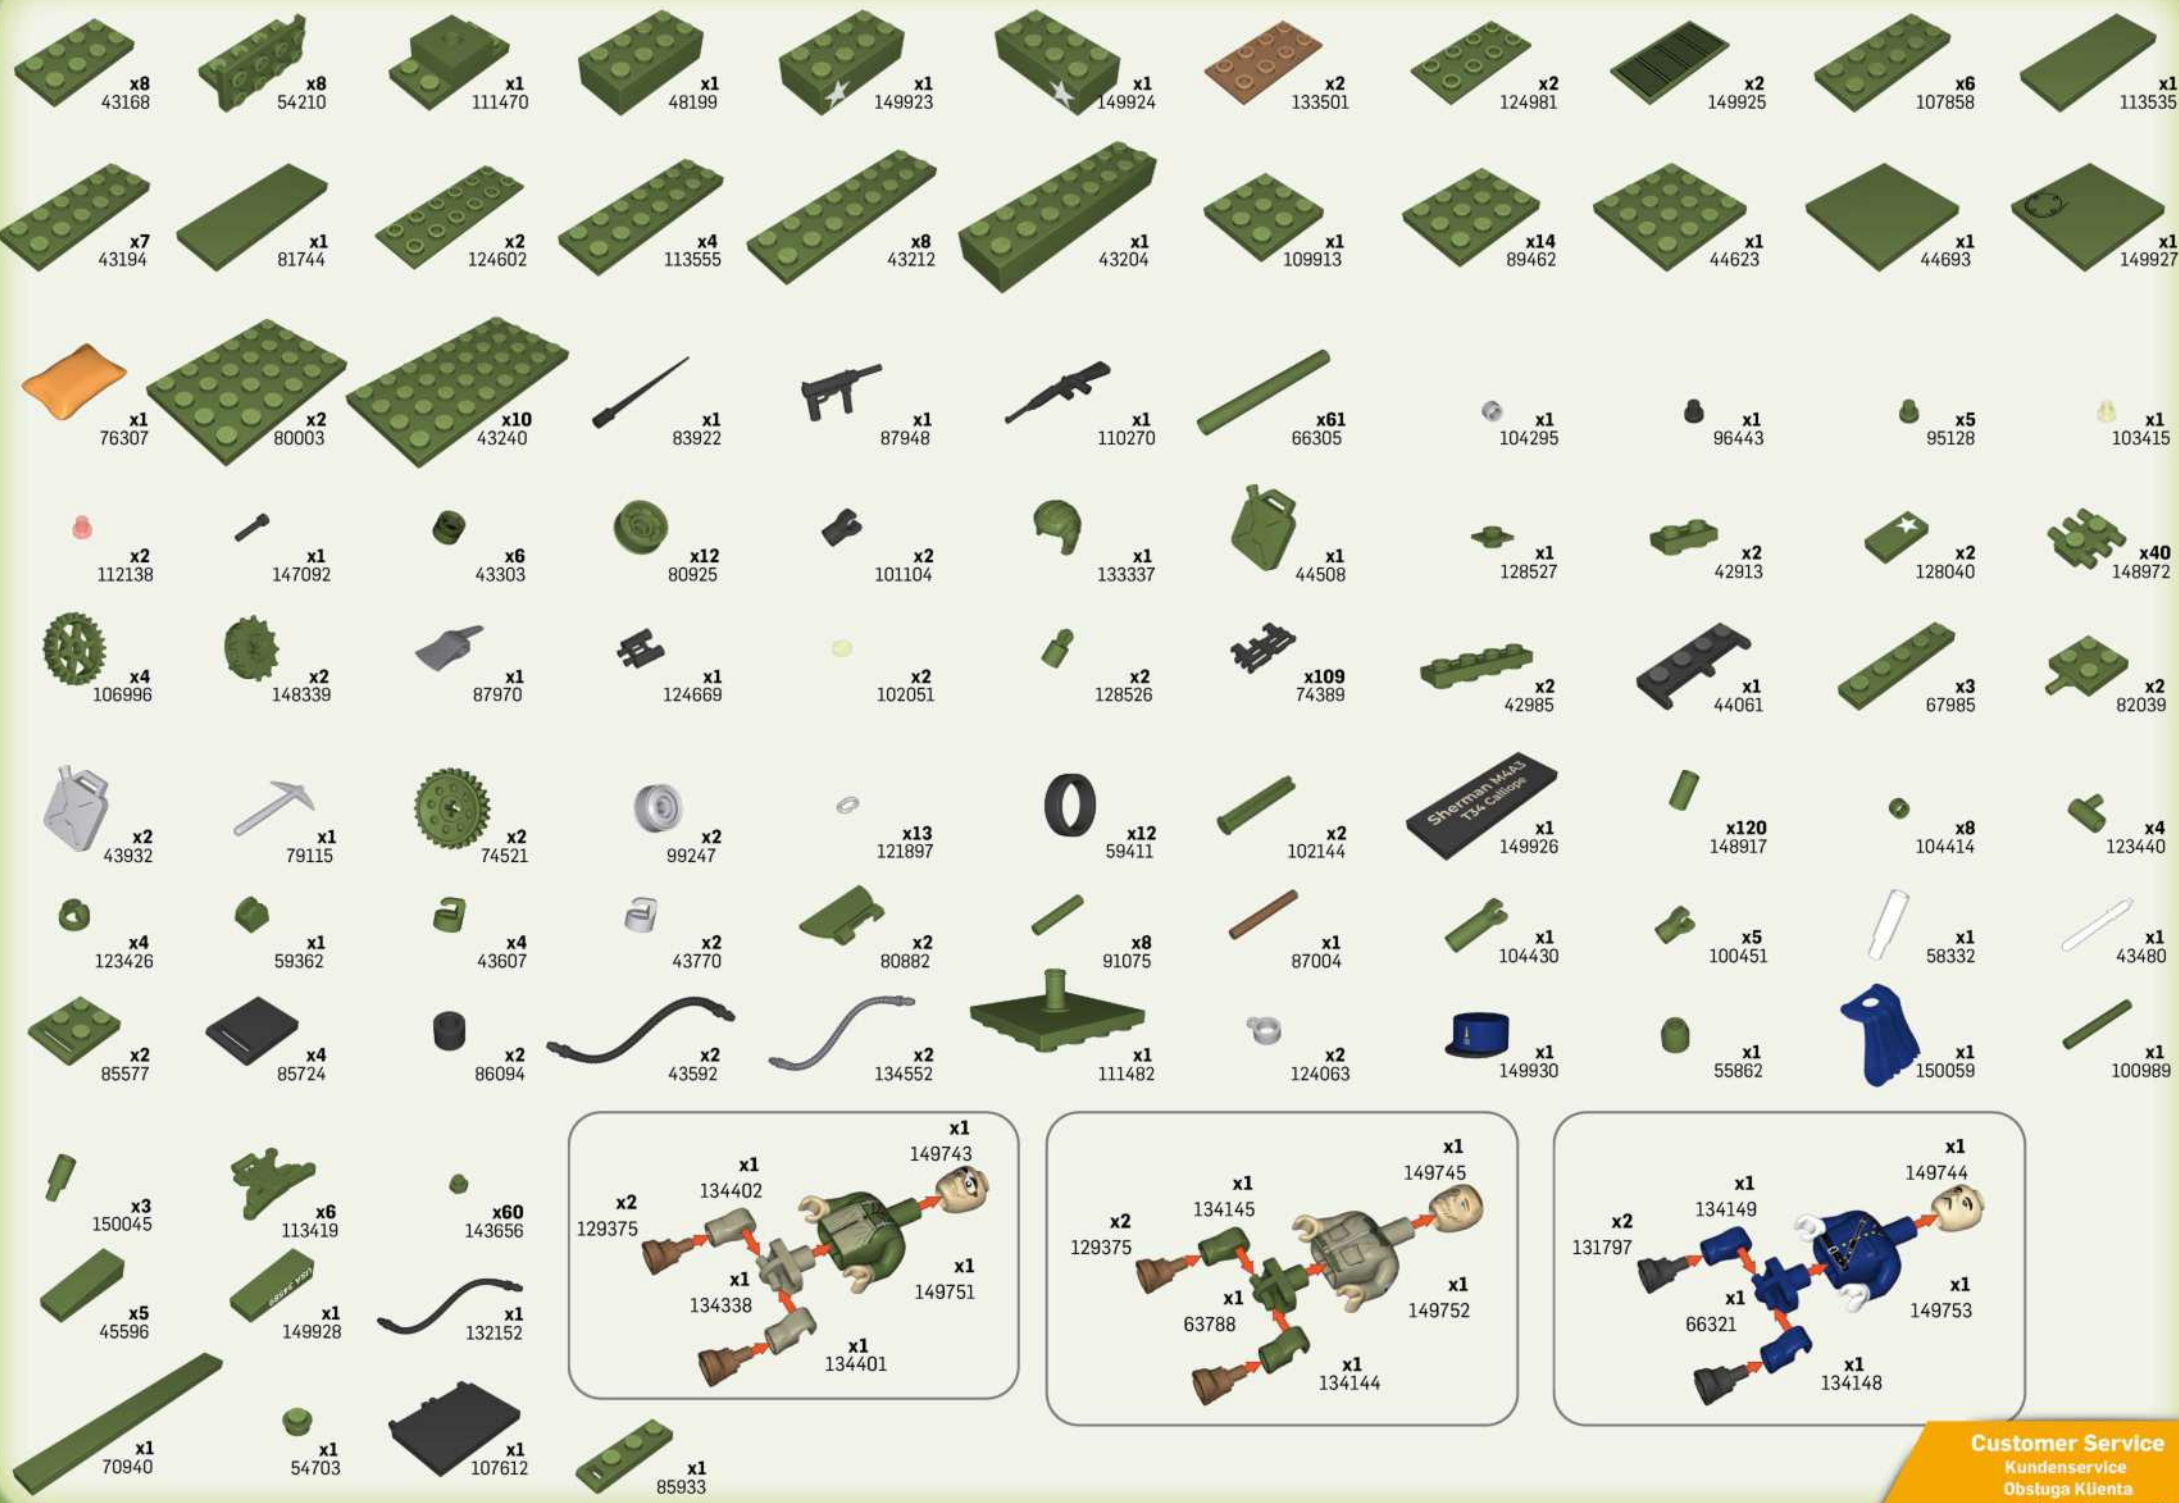 x8
43168
x8
54210
x1
111470
x1
48199
x1
149923
x1
149924
x2
133501
x2
124981
x2
149925
x6
107858
x1
113535
x7
43194
x1
81744
x2
124602
x4
113555
x8
43212
x1
43204
x1
109913
x14
89462
x1
44623
x1
44693
x1
149927
x1
76307
x2
80003
x10
43240
x1
83922
x1
87948
x1
110270
x61
66305
x1
104295
x1
96443
x5
95128
x1
103415
x2
112138
x1
147092
x6
43303
x12
80925
x2
101104
x1
133337
x1
44508
x1
128527
x2
42913
x2
128040
x40
148972
x4
106996
x2
148339
x1
87970
x1
124669
x2
102051
x2
128526
x109
74389
x2
42985
x1
44061
x3
67985
x2
82039
x2
43932
x1
79115
x2
74521
x2
99247
x13
121897
x12
59411
x2
102144
Sherman M4A3
T34 Calliope
x1
149926
x120
148917
x8
104414
x4
123440
x4
123426
x1
59362
x4
43607
x2
43770
x2
80882
x8
91075
x1
87004
x1
104430
x5
100451
x1
58332
x1
43480
x2
85577
x4
85724
x2
86094
x2
43592
x2
134552
x1
111482
x2
124063
x1
149930
x1
55862
x1
150059
x1
100989
x3
150045
x6
113419
x60
143656
x1
149743
x1
134402
x2
129375
x1
134338
x1
149751
x1
134401
x1
149745
x1
134145
x2
129375
x1
63788
x1
149752
x1
134144
x1
149744
x1
134149
x2
131797
x1
66321
x1
149753
x1
134148
x5
45596
x1
149928
x1
132152
x1
70940
x1
54703
x1
107612
x1
85933
Customer Service
Kundenservice
Obsługa Klienta